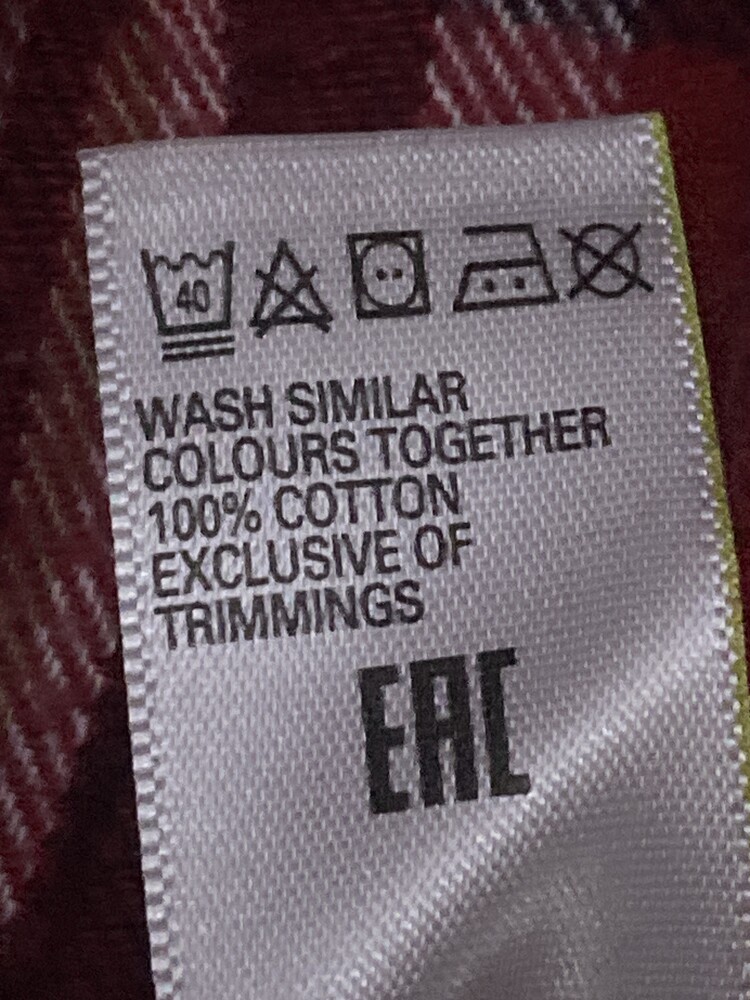 40
WASH SIMILAR
COLOURS TOGETHER
100% COTTON
EXCLUSIVE OF
TRIMMINGS
EAC